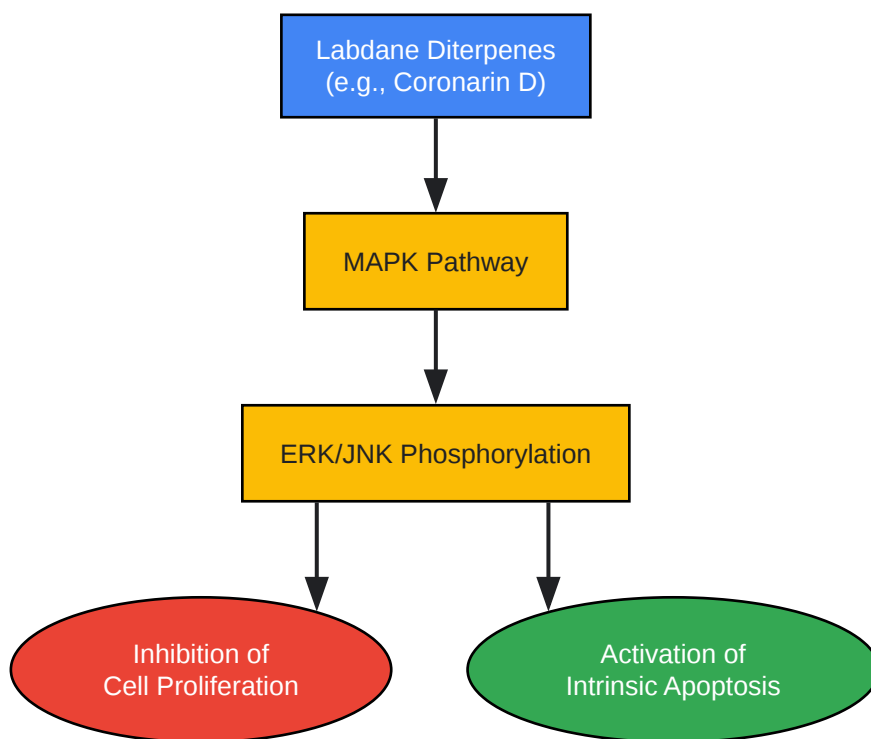 Labdane Diterpenes
(e.g., Coronarin D)
MAPK Pathway
ERK/JNK Phosphorylation
Inhibition of
Cell Proliferation
Activation of
Intrinsic Apoptosis